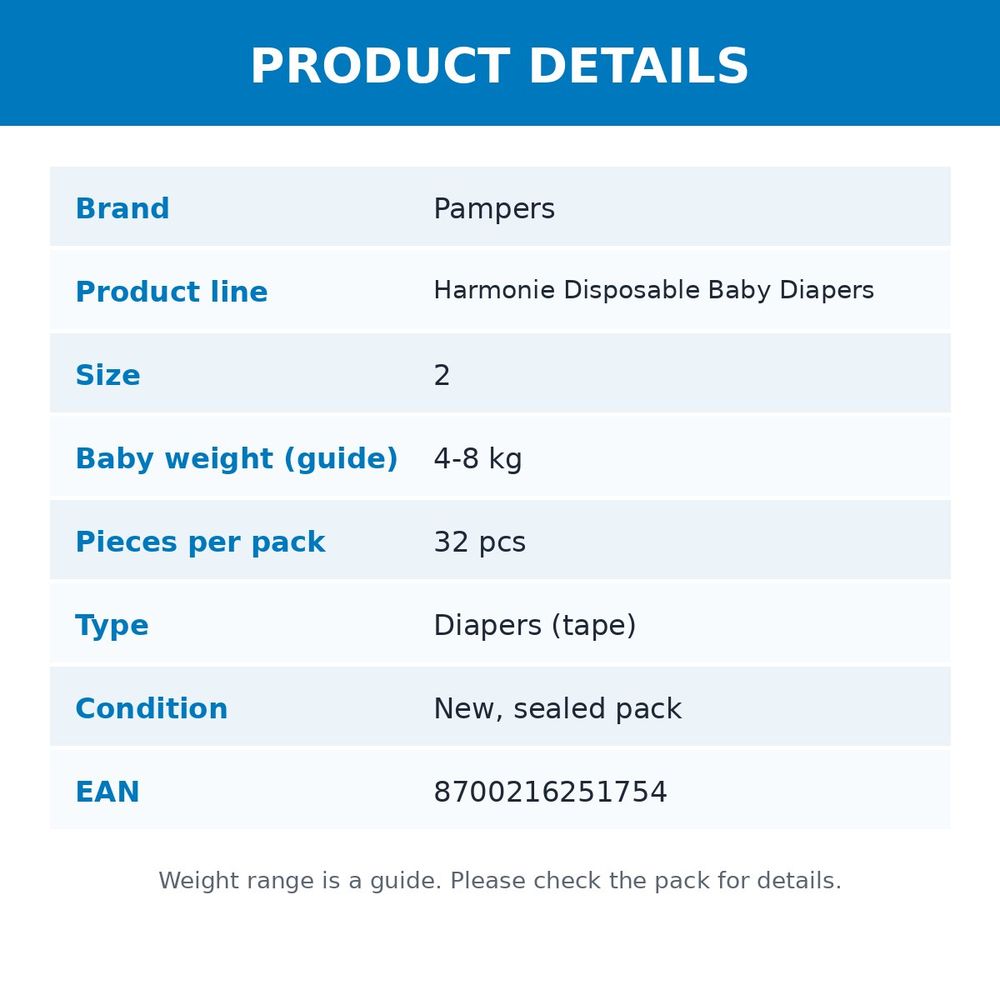 PRODUCT DETAILS
Brand Pampers
Product line Harmonie Disposable Baby Diapers
Size 2
Baby weight (guide) 4-8 kg
Pieces per pack 32 pcs
Type Diapers (tape)
Condition New, sealed pack
EAN 8700216251754
Weight range is a guide. Please check the pack for details.